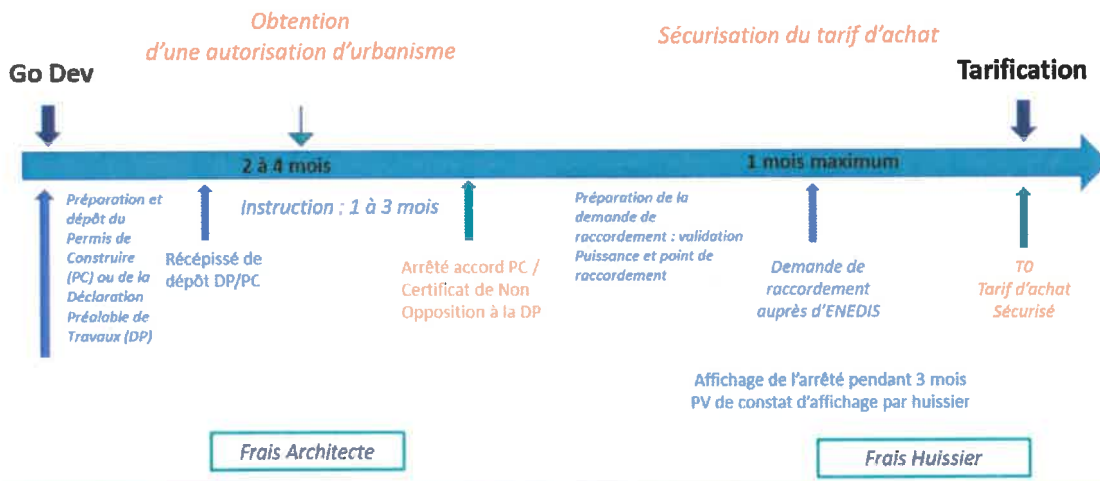 Obtention
d'une autorisation d'urbanisme
Sécurisation du tarif d'achat
Go Dev
Tarification
2 à 4 mois
1 mois maximum
Préparation et
dépôt du
Permis de
Construire
(PC) ou de la
Déclaration
Préalable de
Travaux (DP)
Instruction : 1 à 3 mois
Récépissé de
dépôt DP/PC
Arrêté accord PC /
Certificat de Non
Opposition à la DP
Préparation de la
demande de
raccordement : validation
Puissance et point de
raccordement
Demande de
raccordement
auprès d'ENEDIS
T0
Tarif d'achat
Sécurisé
Affichage de l'arrêté pendant 3 mois
PV de constat d'affichage par huissier
Frais Architecte
Frais Huissier